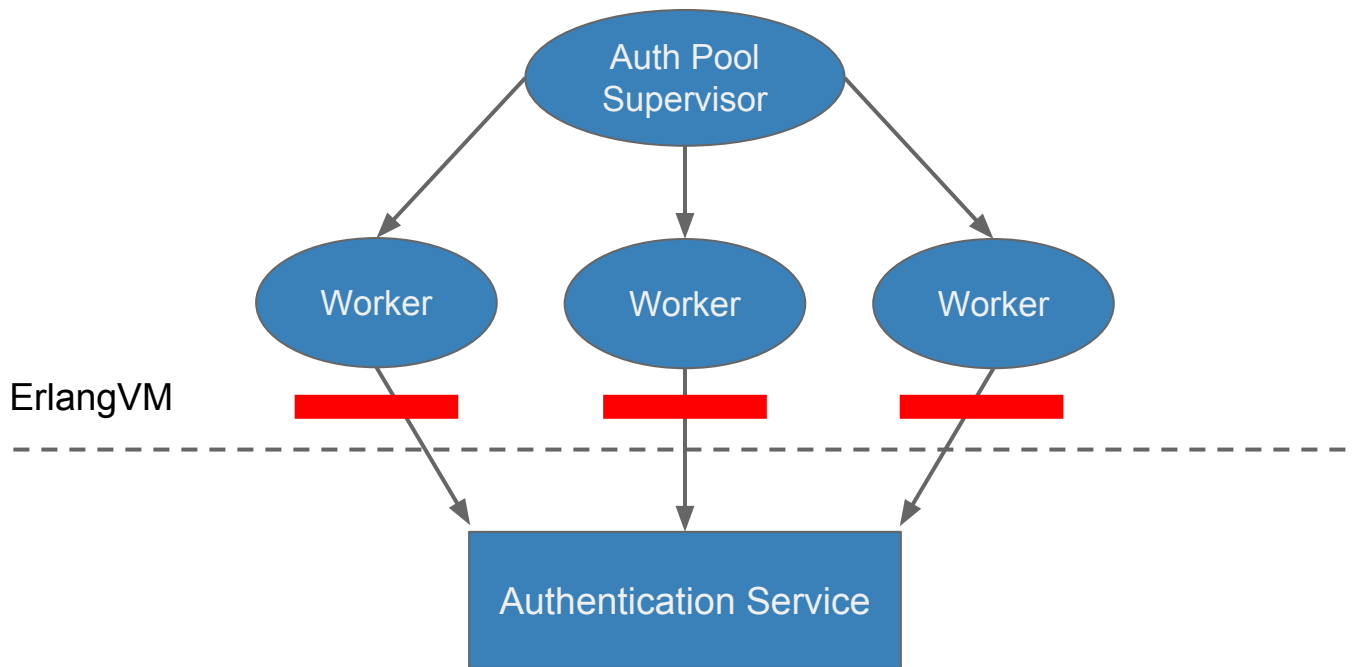 Auth Pool
Supervisor
Worker
Worker
Worker
ErlangVM
Authentication Service